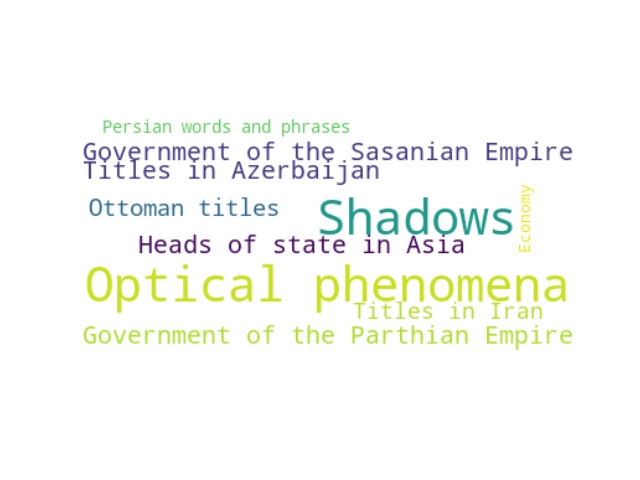 Persian words and phrases
Government of the Sasanian Empire
Titles in Azerbaijan
Ottoman titles
Shadows
Economy
Heads of state in Asia
Optical phenomena
Titles in Iran
Government of the Parthian Empire